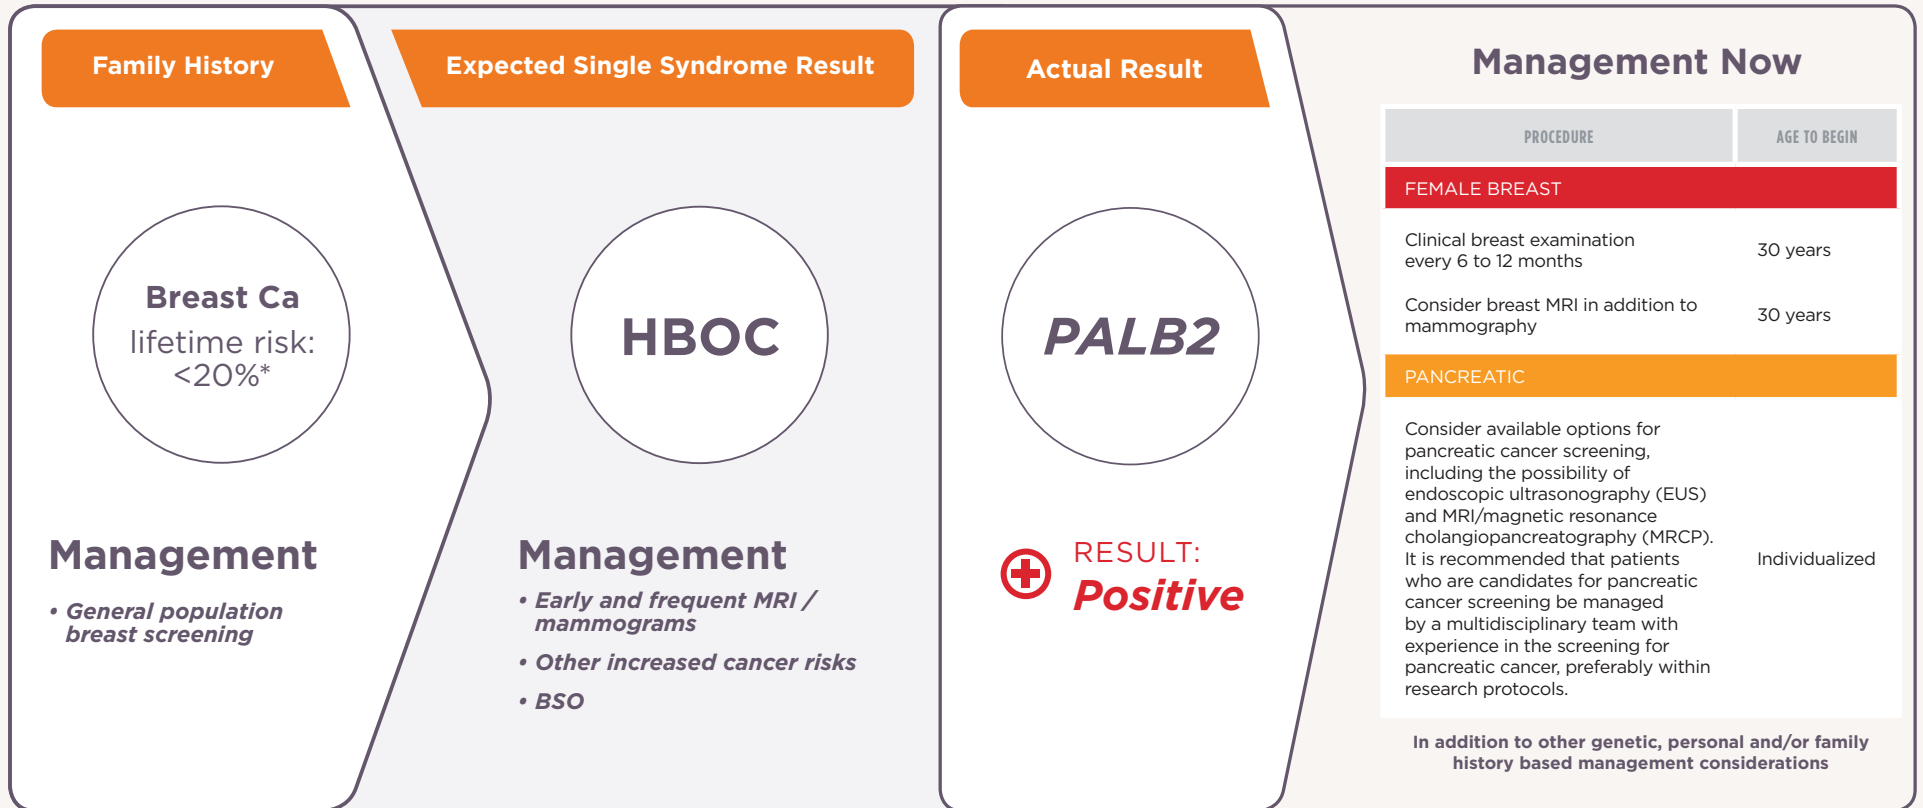 Family History
Breast Ca
lifetime risk:
<20%*
Management
• General population
breast screening
Expected Single Syndrome Result
HBOC
Management
• Early and frequent MRI /
mammograms
• Other increased cancer risks
• BSO
Actual Result
PALB2
RESULT:
Positive
Management Now
PROCEDURE AGE TO BEGIN
FEMALE BREAST
Clinical breast examination
every 6 to 12 months
30 years
Consider breast MRI in addition to
mammography
30 years
PANCREATIC
Consider available options for
pancreatic cancer screening,
including the possibility of
endoscopic ultrasonography (EUS)
and MRI/magnetic resonance
cholangiopancreatography (MRCP).
It is recommended that patients
who are candidates for pancreatic
cancer screening be managed
by a multidisciplinary team with
experience in the screening for
pancreatic cancer, preferably within
research protocols.
Individualized
In addition to other genetic, personal and/or family
history based management considerations